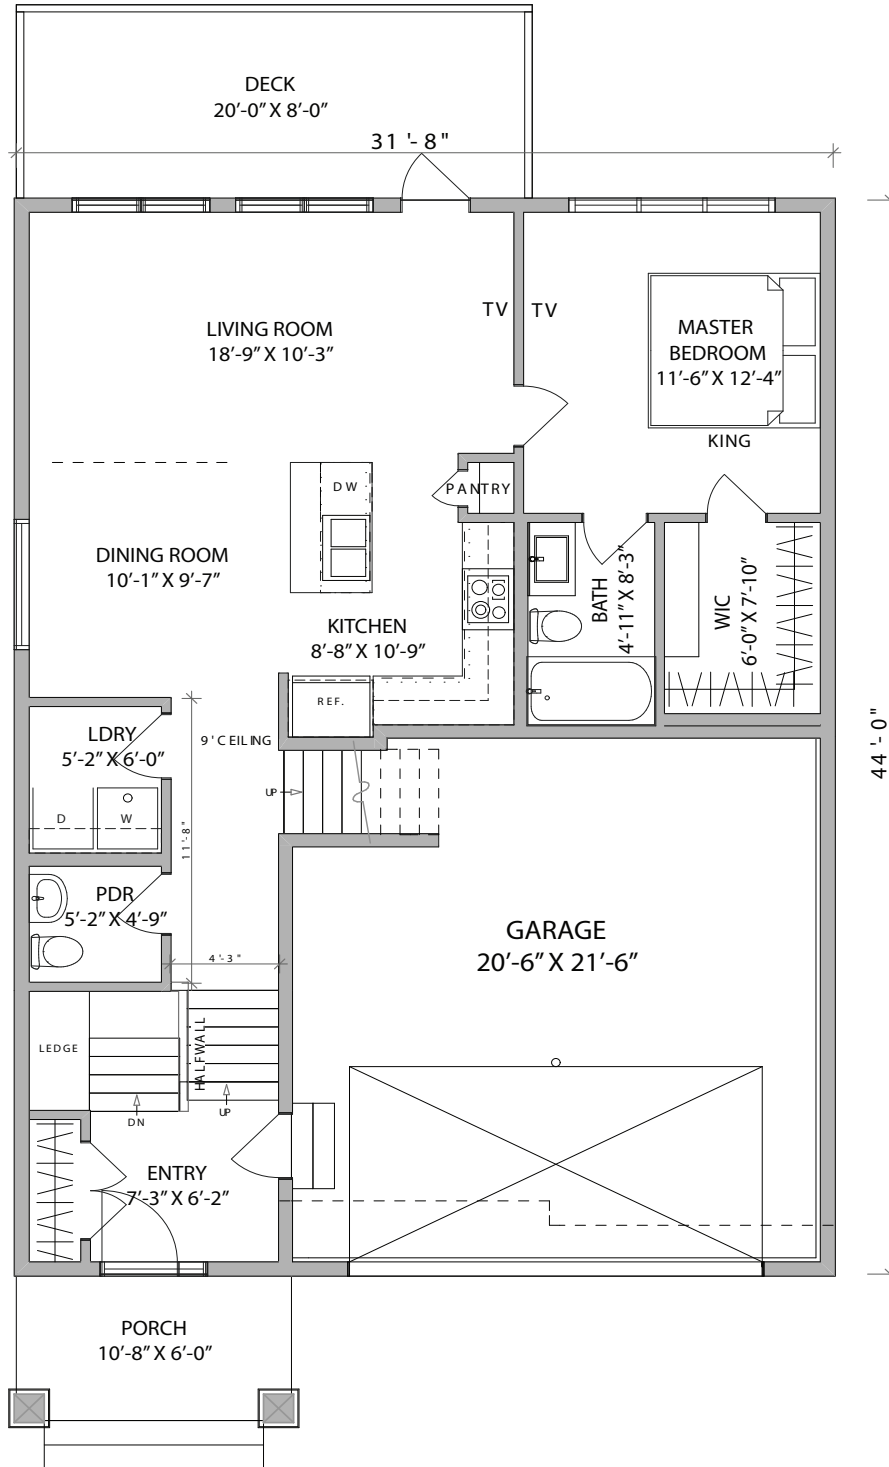 DECK
20'-0" X 8'-0"
31'-8"
LIVING ROOM
18'-9" X 10'-3"
TV
TV
MASTER
BEDROOM
11'-6" X 12'-4"
KING
DW
PANTRY
DINING ROOM
10'-1" X 9'-7"
KITCHEN
8'-8" X 10'-9"
BATH
4'-11" X 8'-3"
WIC
6'-0" X 7'-10"
REF.
LDRY
5'-2" X 6'-0"
9' CEILING
44'-0"
UP
D
W
11'-8"
PDR
5'-2" X 4'-9"
GARAGE
20'-6" X 21'-6"
4'-3"
LEDGE
HALFWALL
DN
UP
ENTRY
7'-3" X 6'-2"
PORCH
10'-8" X 6'-0"